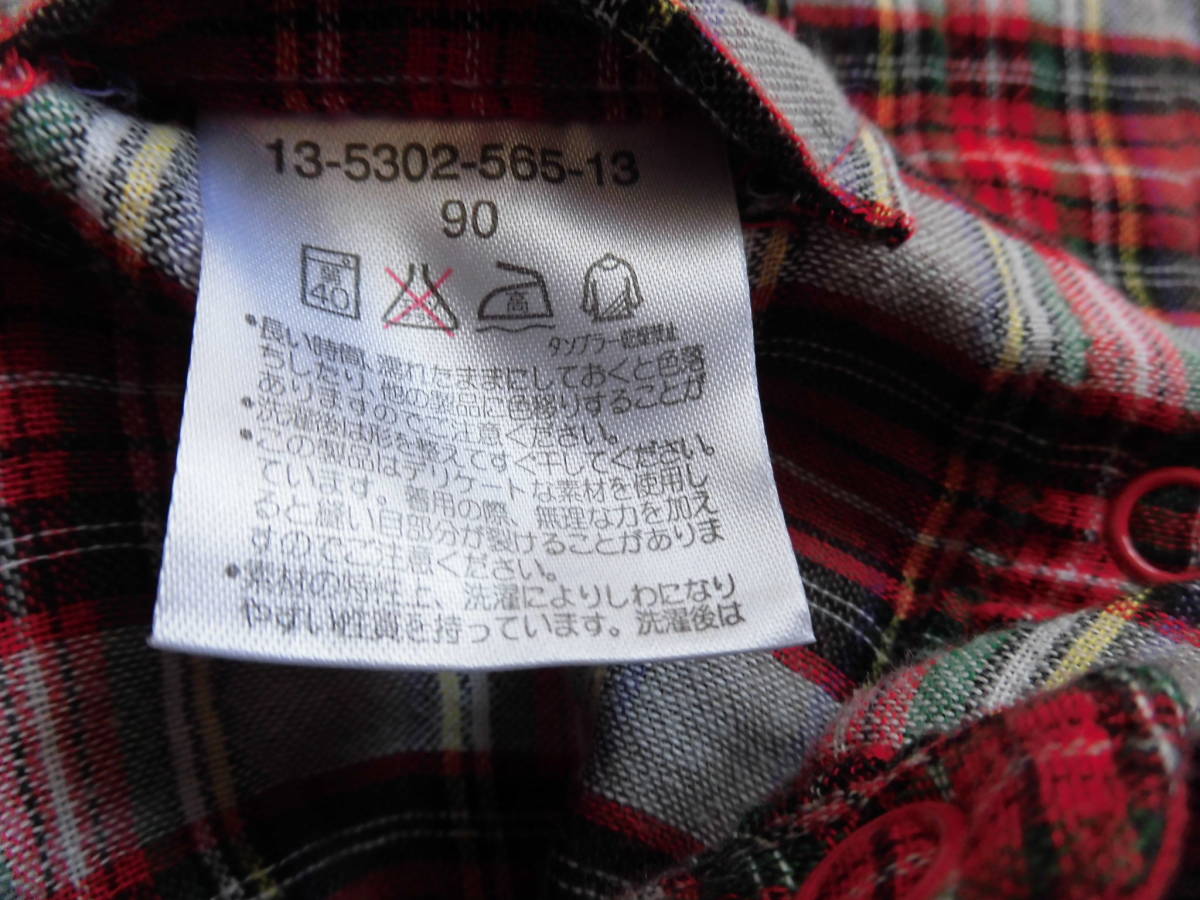 13-5302-565-13
90
40
高
タンブラー乾燥禁止
•長い時間、濡れたままにしておくと色落
ちしたり、他の製品に色移りすることが
ありますのでご注意ください。
•洗濯後は形を整えてすぐ干してください。
•この製品はデリケートな素材を使用し
ています。着用の際、無理な力を加え
ると縫い目部分が裂けることがありま
すのでご注意ください。
•素材の特性上、洗濯によりしわになり
やすい性質を持っています。洗濯後は